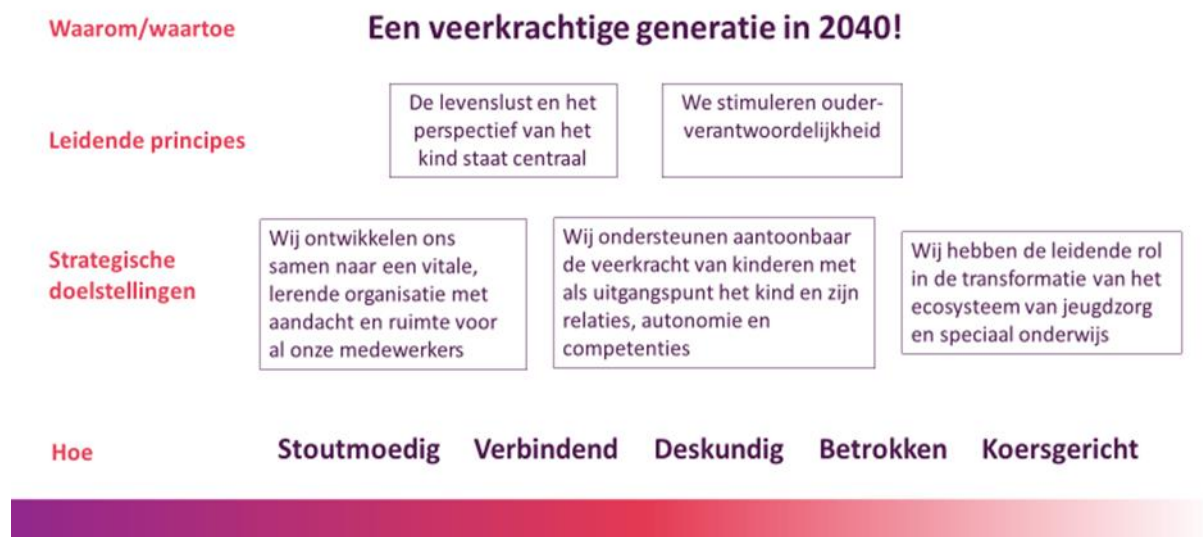 Waarom/waartoe
Een veerkrachtige generatie in 2040!
Leidende principes
De levenslust en het
perspectief van het
kind staat centraal
We stimuleren ouder-
verantwoordelijkheid
Strategische
doelstellingen
Wij ontwikkelen ons
samen naar een vitale,
lerende organisatie met
aandacht en ruimte voor
al onze medewerkers
Wij ondersteunen aantoonbaar
de veerkracht van kinderen met
als uitgangspunt het kind en zijn
relaties, autonomie en
competenties
Wij hebben de leidende rol
in de transformatie van het
ecosysteem van jeugdzorg
en speciaal onderwijs
Hoe
Stoutmoedig Verbindend Deskundig Betrokken Koersgericht